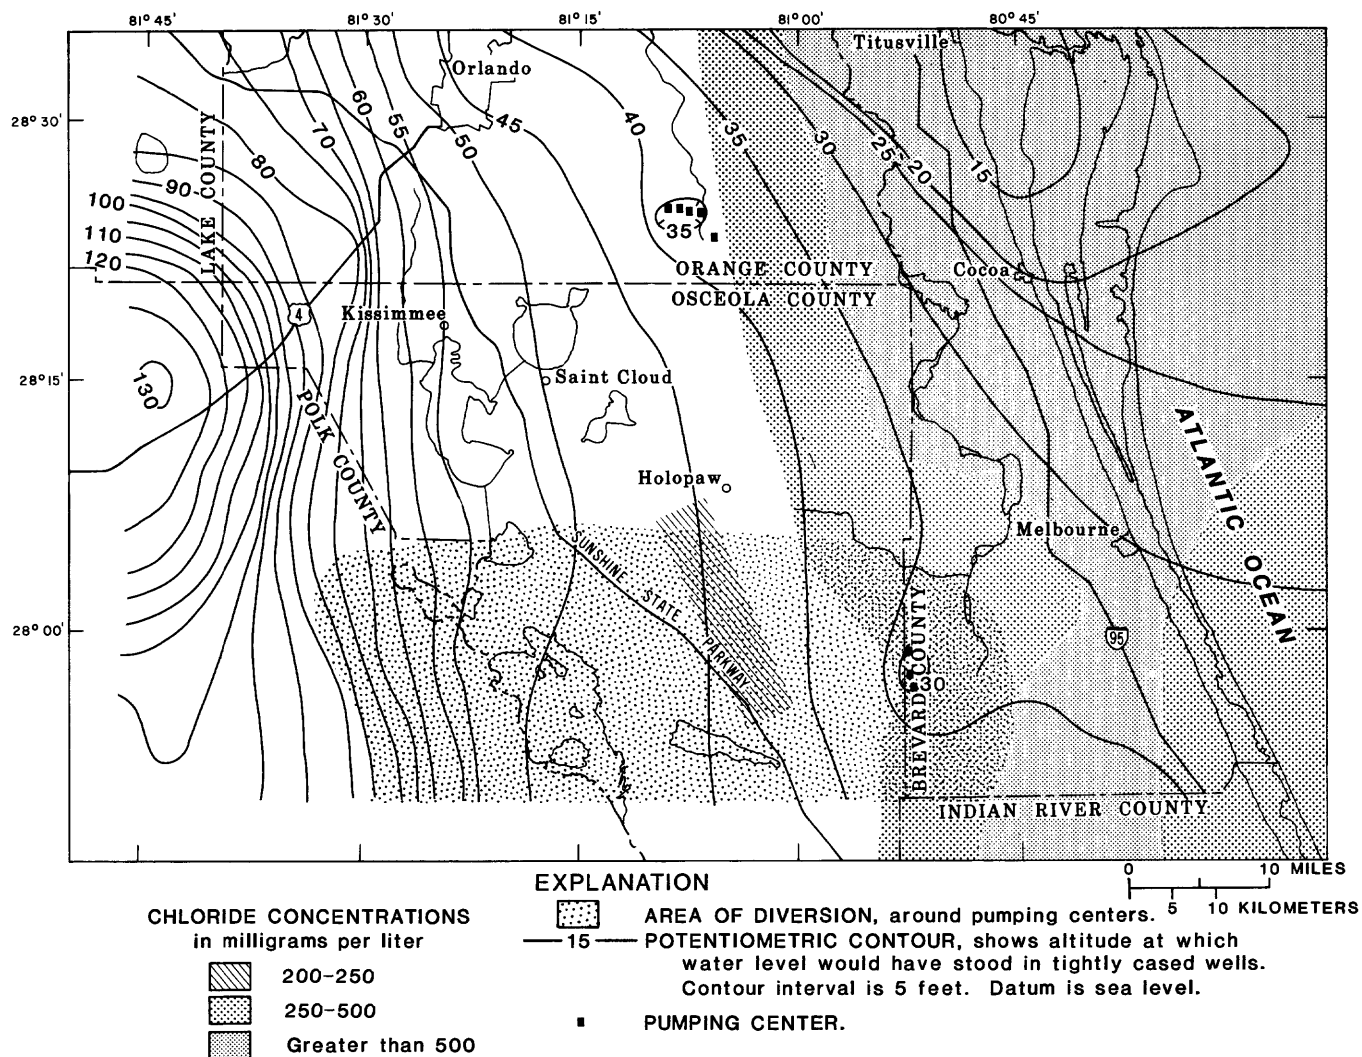 81° 45'
81° 30'
81° 15'
81° 00'
80° 45'
Titusville
Orlando
28° 30'
60
55
50
45
40
35
30
25
20
15
70
80
90
100
110
120
LAKE COUNTY
35
ORANGE COUNTY
OSCEOLA COUNTY
Cocoa
4
Kissimmee
28° 15'
130
Saint Cloud
POLK COUNTY
ATLANTIC OCEAN
Holopaw
Melbourne
SUNSHINE STATE PARKWAY
28° 00'
95
30
BREVARD COUNTY
INDIAN RIVER COUNTY
0 10 MILES
5 10 KILOMETERS
EXPLANATION
CHLORIDE CONCENTRATIONS
in milligrams per liter
200-250
250-500
Greater than 500
AREA OF DIVERSION, around pumping centers.
15
POTENTIOMETRIC CONTOUR, shows altitude at which
water level would have stood in tightly cased wells.
Contour interval is 5 feet. Datum is sea level.
PUMPING CENTER.